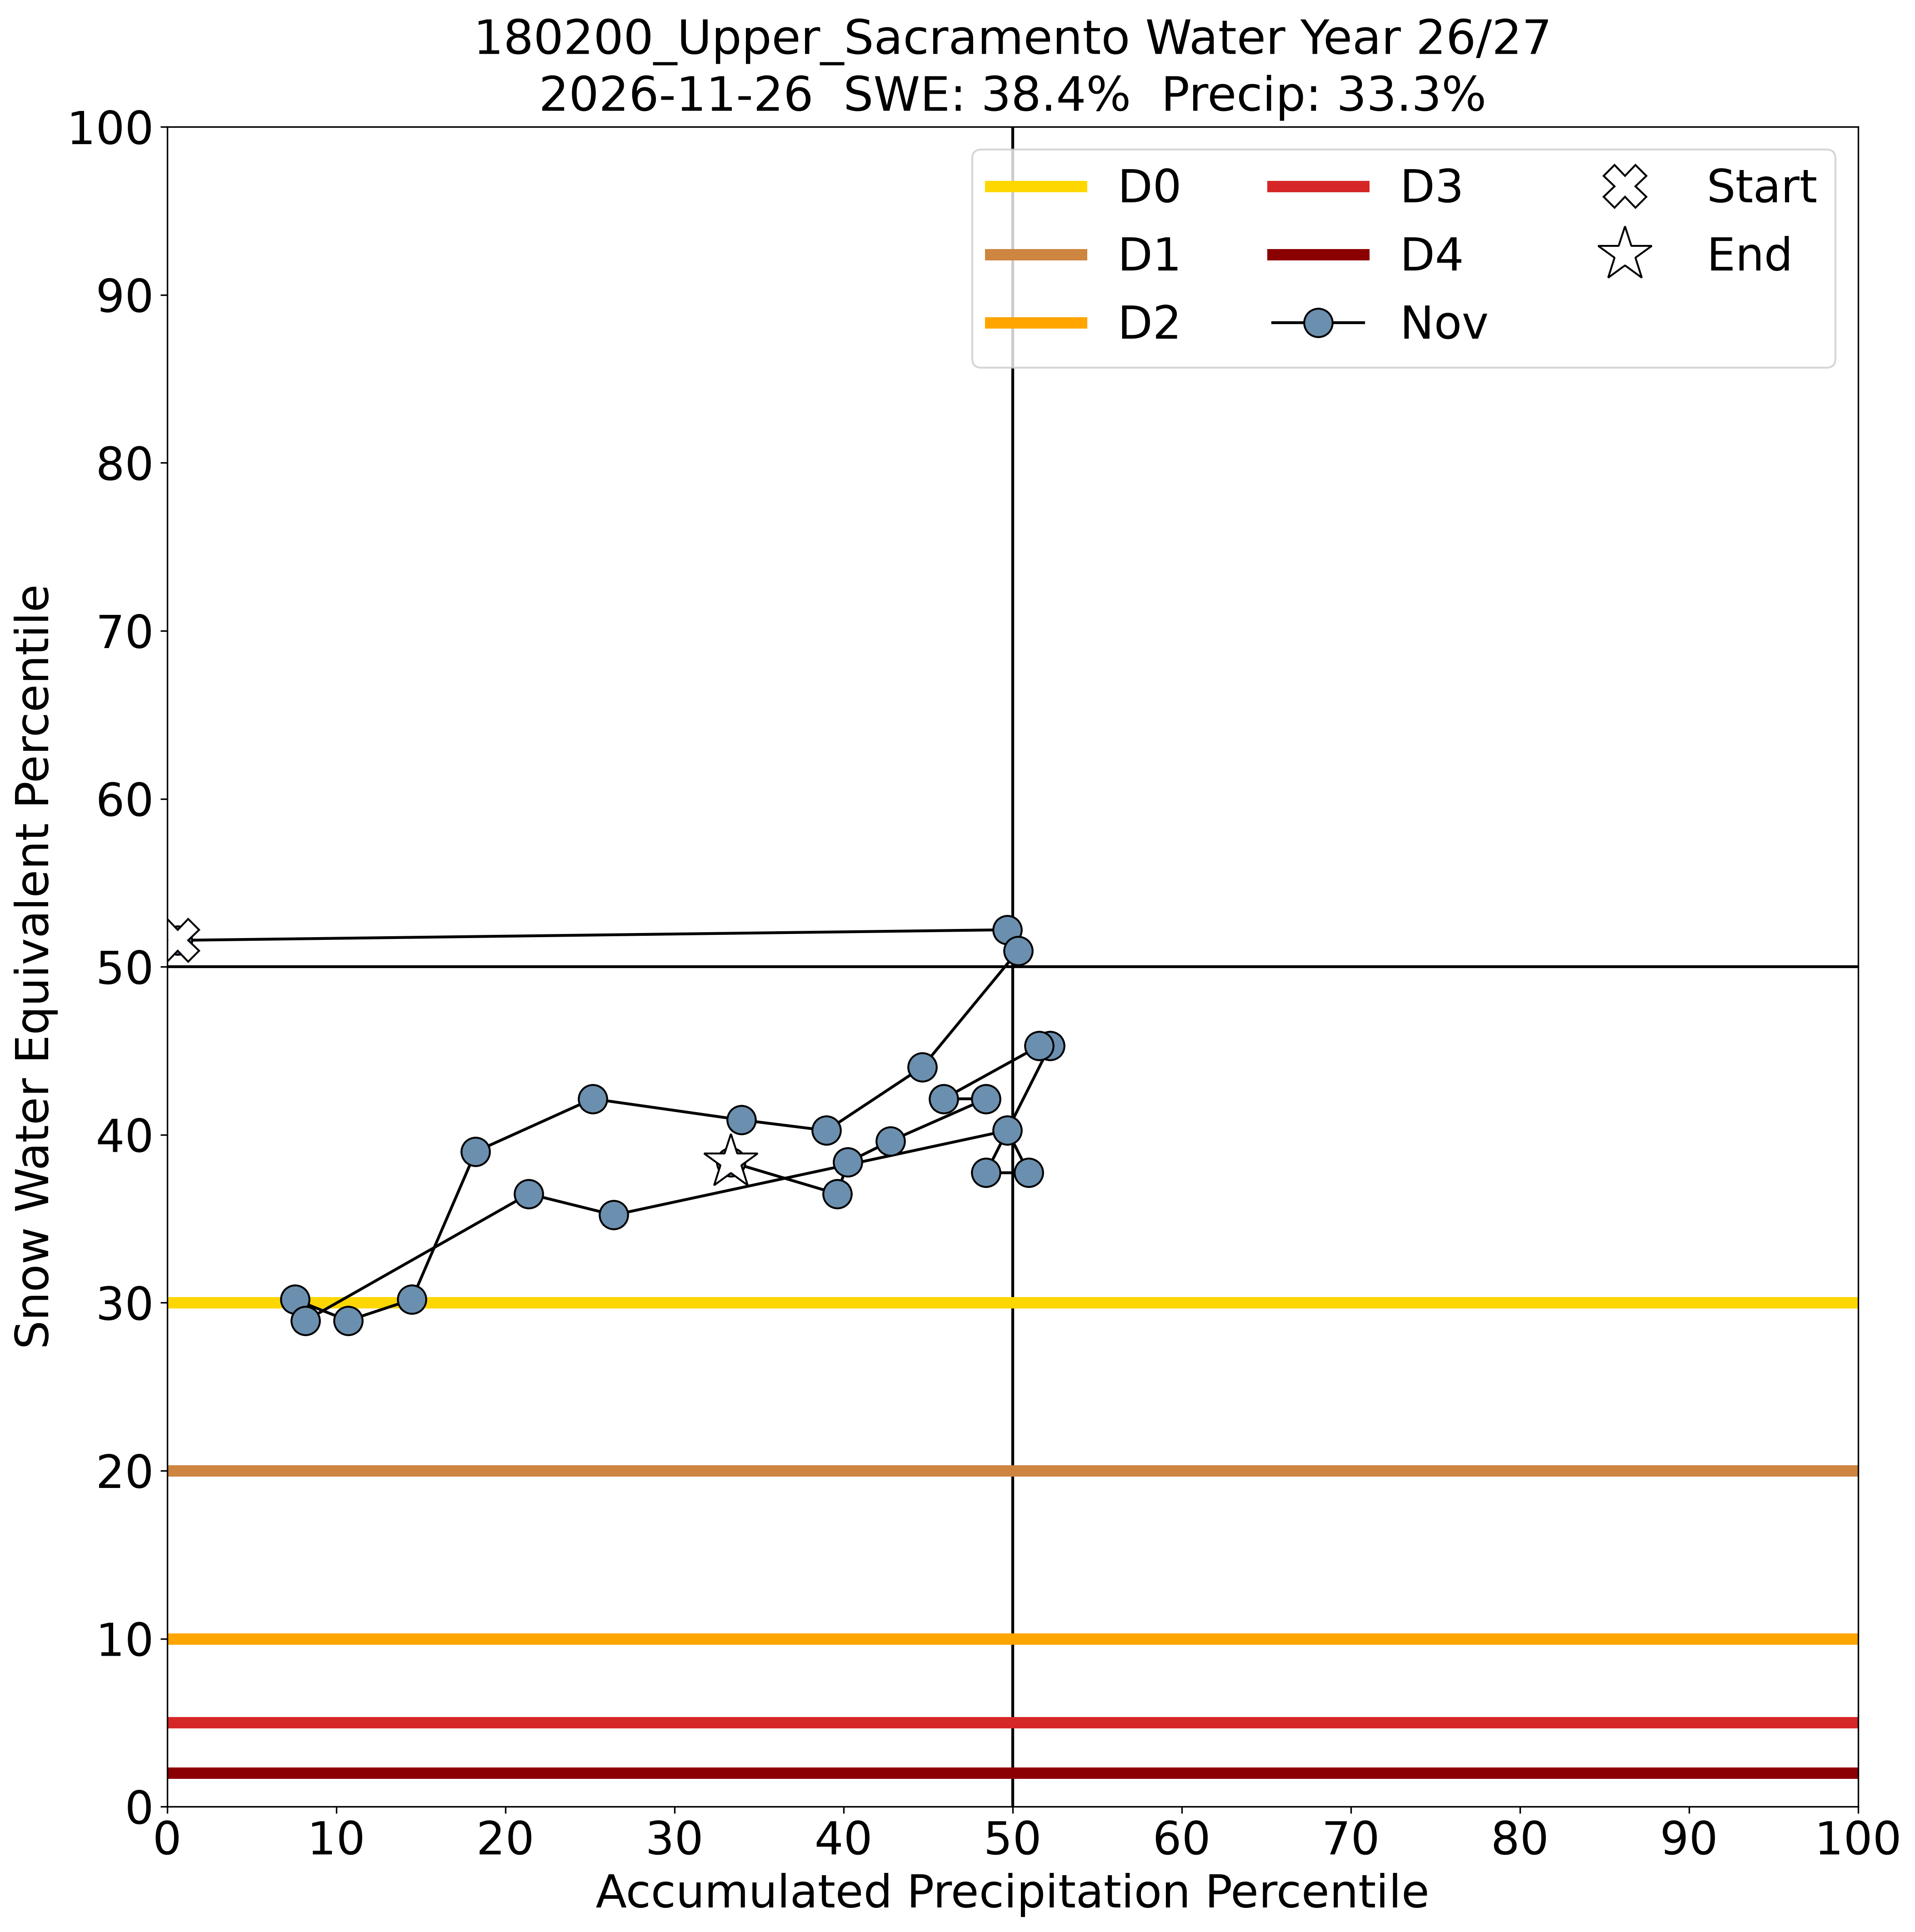 180200_Upper_Sacramento Water Year 26/27
2026-11-26 SWE: 38.4% Precip: 33.3%
100
90
80
70
60
50
40
30
20
10
0
Snow Water Equivalent Percentile
D0
D1
D2
D3
D4
Nov
Start
End
0 10 20 30 40 50 60 70 80 90 100
Accumulated Precipitation Percentile